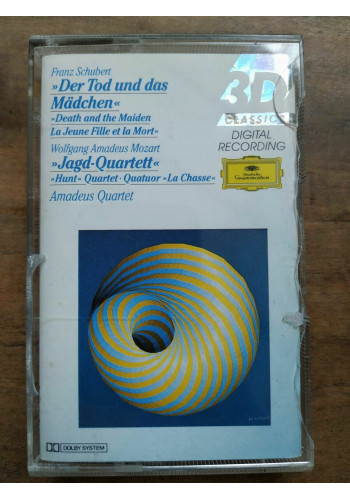 Franz Schubert
»Der Tod und das
Mädchen«
»Death and the Maiden
La Jeune Fille et la Mort«
Wolfgang Amadeus Mozart
»Jagd-Quartett«
»Hunt« Quartet · Quatuor »La Chasse«
Amadeus Quartet
3D
CLASSICS
DIGITAL
RECORDING
Deutsche
Grammophon
DOLBY SYSTEM